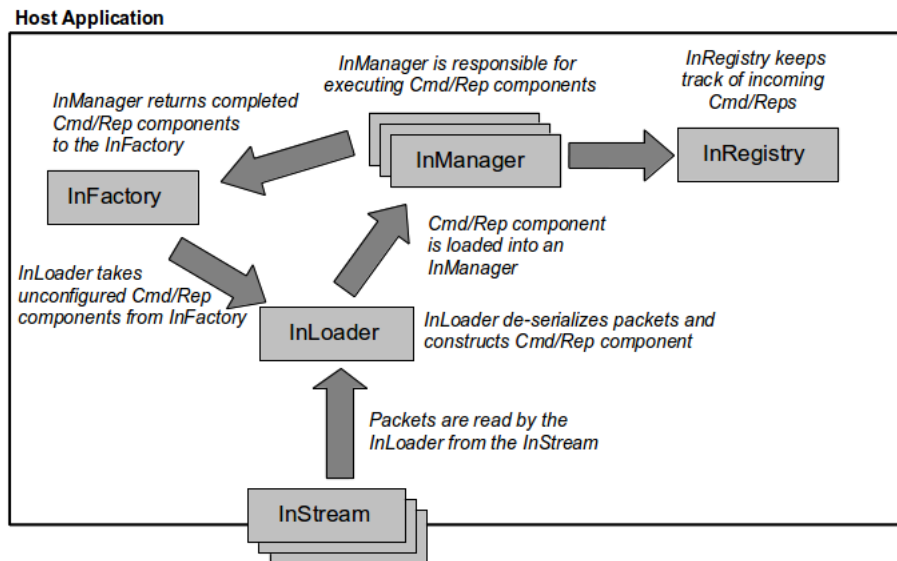 Host Application
InManager is responsible for
executing Cmd/Rep components
InRegistry keeps
track of incoming
Cmd/Reps
InManager returns completed
Cmd/Rep components
to the InFactory
InManager
InRegistry
InFactory
Cmd/Rep component
is loaded into an
InManager
InLoader takes
unconfigured Cmd/Rep
components from InFactory
InLoader
InLoader de-serializes packets and
constructs Cmd/Rep component
Packets are read by the
InLoader from the InStream
InStream